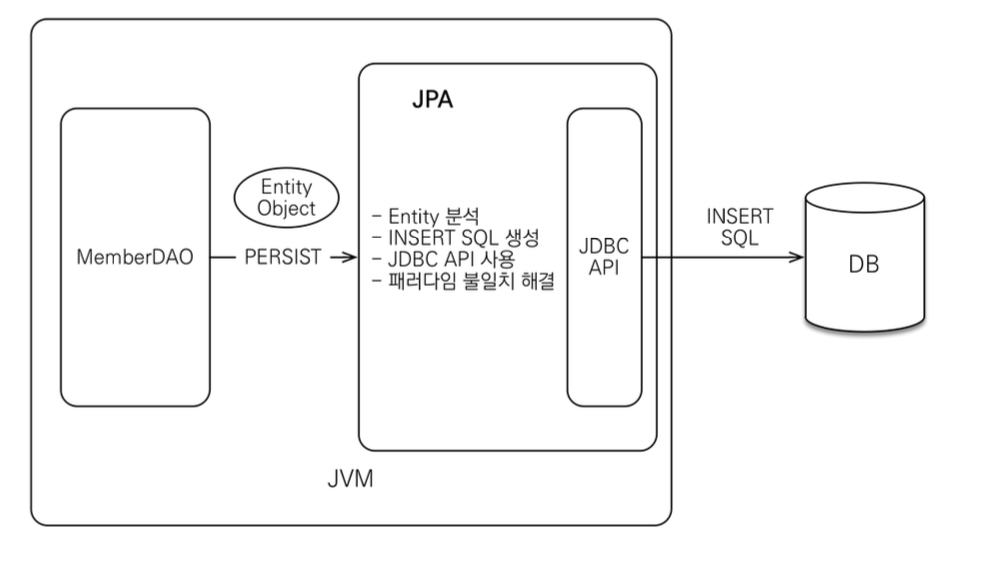 JPA
Entity
Object
MemberDAO
PERSIST
- Entity 분석
- INSERT SQL 생성
- JDBC API 사용
- 패러다임 불일치 해결
JDBC
API
INSERT
SQL
DB
JVM